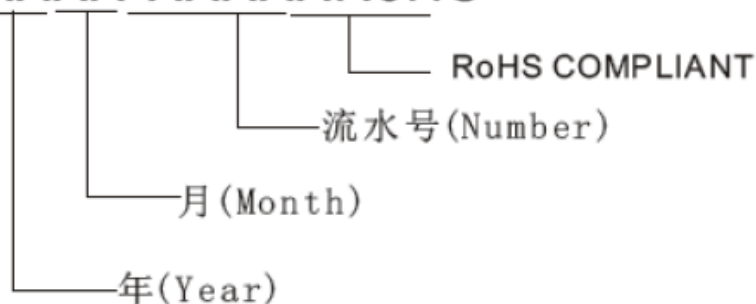 RoHS COMPLIANT
流水号(Number)
月(Month)
年(Year)